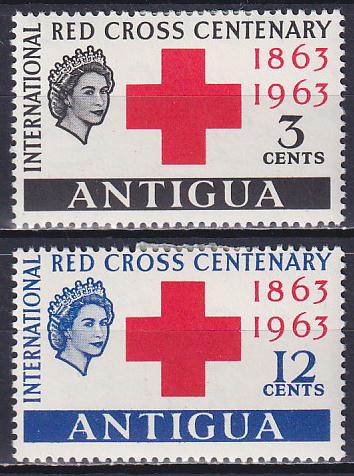 INTERNATIONAL
RED CROSS CENTENARY
1863
1963
3
CENTS
ANTIGUA
INTERNATIONAL
RED CROSS CENTENARY
1863
1963
12
CENTS
ANTIGUA